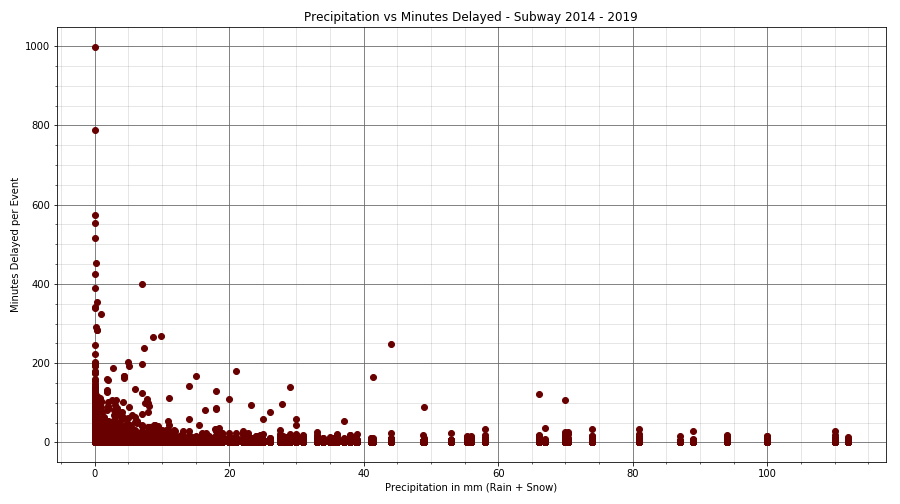 Precipitation vs Minutes Delayed - Subway 2014 - 2019
Minutes Delayed per Event
1000
800
600
400
200
0
0 20 40 60 80 100
Precipitation in mm (Rain + Snow)